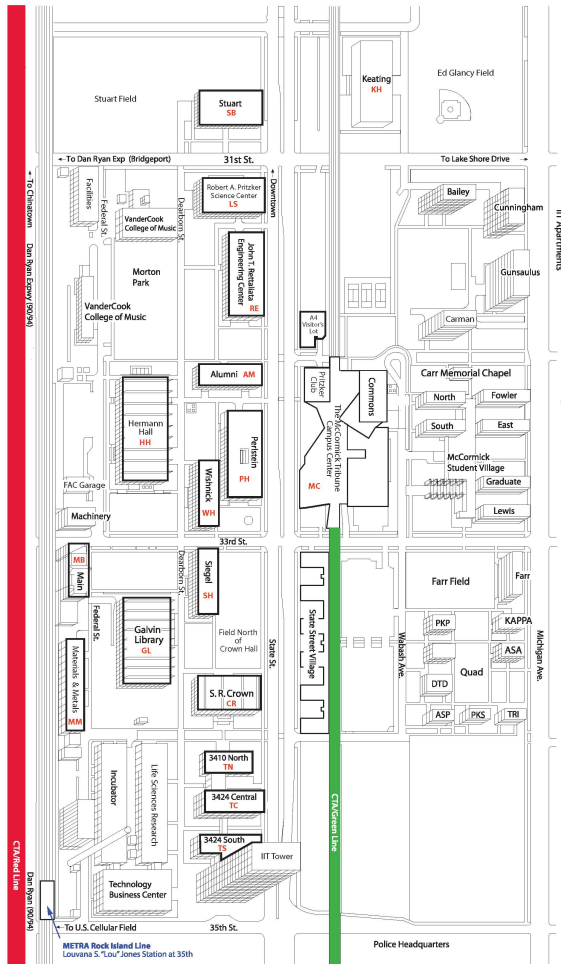 Stuart Field
Stuart
SB
Keating
KH
Ed Glancy Field
To Dan Ryan Exp (Bridgeport)
31st St.
To Lake Shore Drive
To Chinatown
Dan Ryan Expwy (90/94)
Facilities
Federal St.
VanderCook
College of Music
Dearborn St.
Robert A. Pritzker
Science Center
LS
Downtown
Bailey
Cunningham
IIT Apartments
John T. Rettaliata
Engineering Center
RE
Morton
Park
VanderCook
College of Music
Gunsaulus
A4
Visitor's
Lot
Carman
Alumni AM
Pritzker
Club
Commons
Carr Memorial Chapel
North
Fowler
South
East
Hermann
Hall
HH
Perlstein
PH
The McCormick Tribune
Campus Center
MC
McCormick
Student Village
Wishnick
WH
FAC Garage
Graduate
Machinery
Lewis
33rd St.
MB
Main
Dearborn St.
Siegel
SH
Farr Field
Farr
Federal St.
Galvin
Library
GL
Field North
of
Crown Hall
State St.
State Street Village
Wabash Ave.
PKP
KAPPA
ASA
Quad
Michigan Ave.
Materials & Metals
MM
DTD
S. R. Crown
CR
ASP
PKS
TRI
3410 North
TN
Incubator
Life Sciences Research
3424 Central
TC
CTA/Green Line
3424 South
TS
IIT Tower
CTA/Red Line
Technology
Business Center
Dan Ryan (90/94)
To U.S. Cellular Field
35th St.
METRA Rock Island Line
Louvana S. "Lou" Jones Station at 35th
Police Headquarters